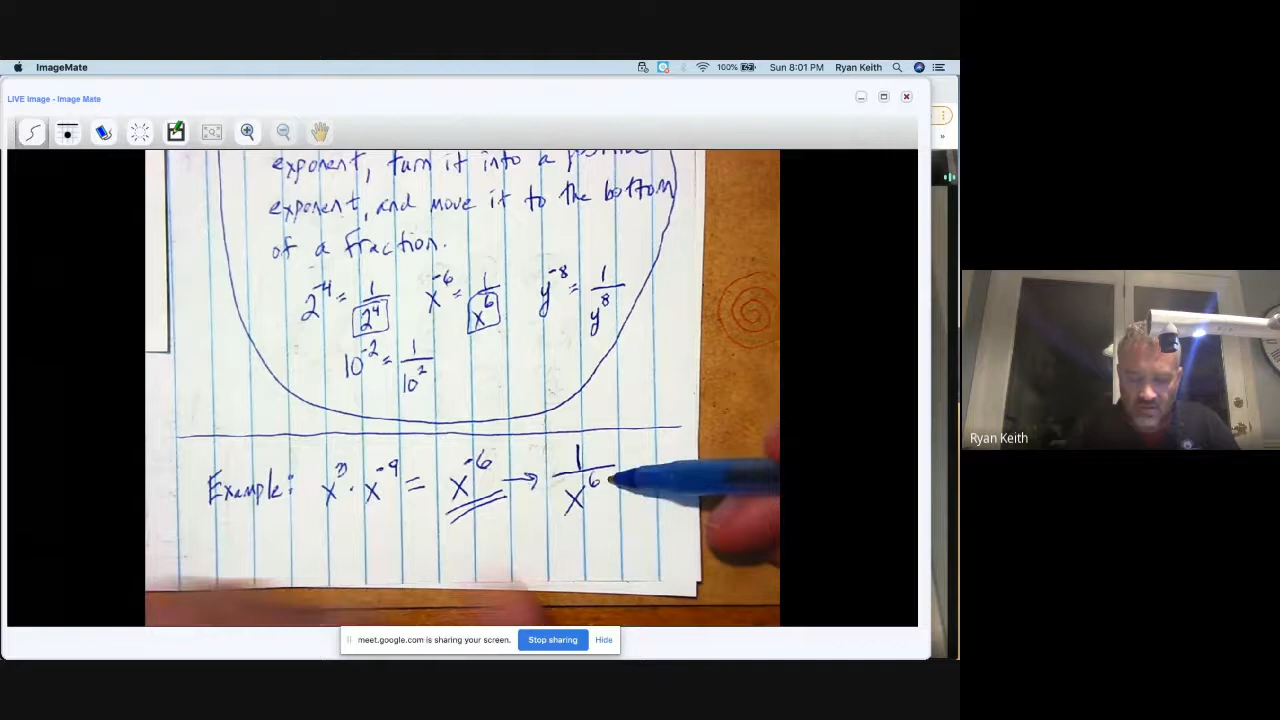 ImageMate
100%
Sun 8:01 PM Ryan Keith
LIVE Image - Image Mate
»
exponent, turn it into a positive
exponent, and move it to the bottom
of a fraction.
2⁻⁴ = 1/2⁴ x⁻⁶ = 1/x⁶ y⁻⁸ = 1/y⁸
10⁻² = 1/10²
Example: x³ · x⁻⁹ = x⁻⁶ → 1/x⁶
Ryan Keith
meet.google.com is sharing your screen. Stop sharing Hide